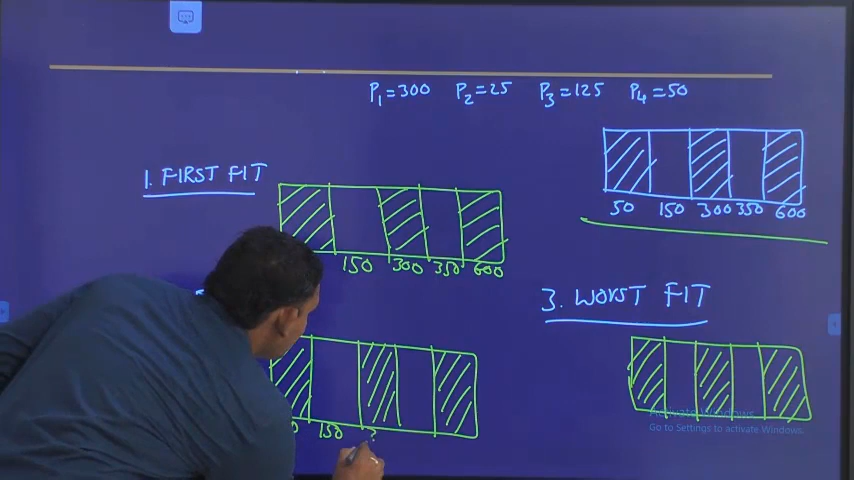 P1=300 P2=25 P3=125 P4=50
50 150 300 350 600
1. FIRST FIT
150 300 350 600
3. WORST FIT
150
Activate Windows
Go to Settings to activate Windows.